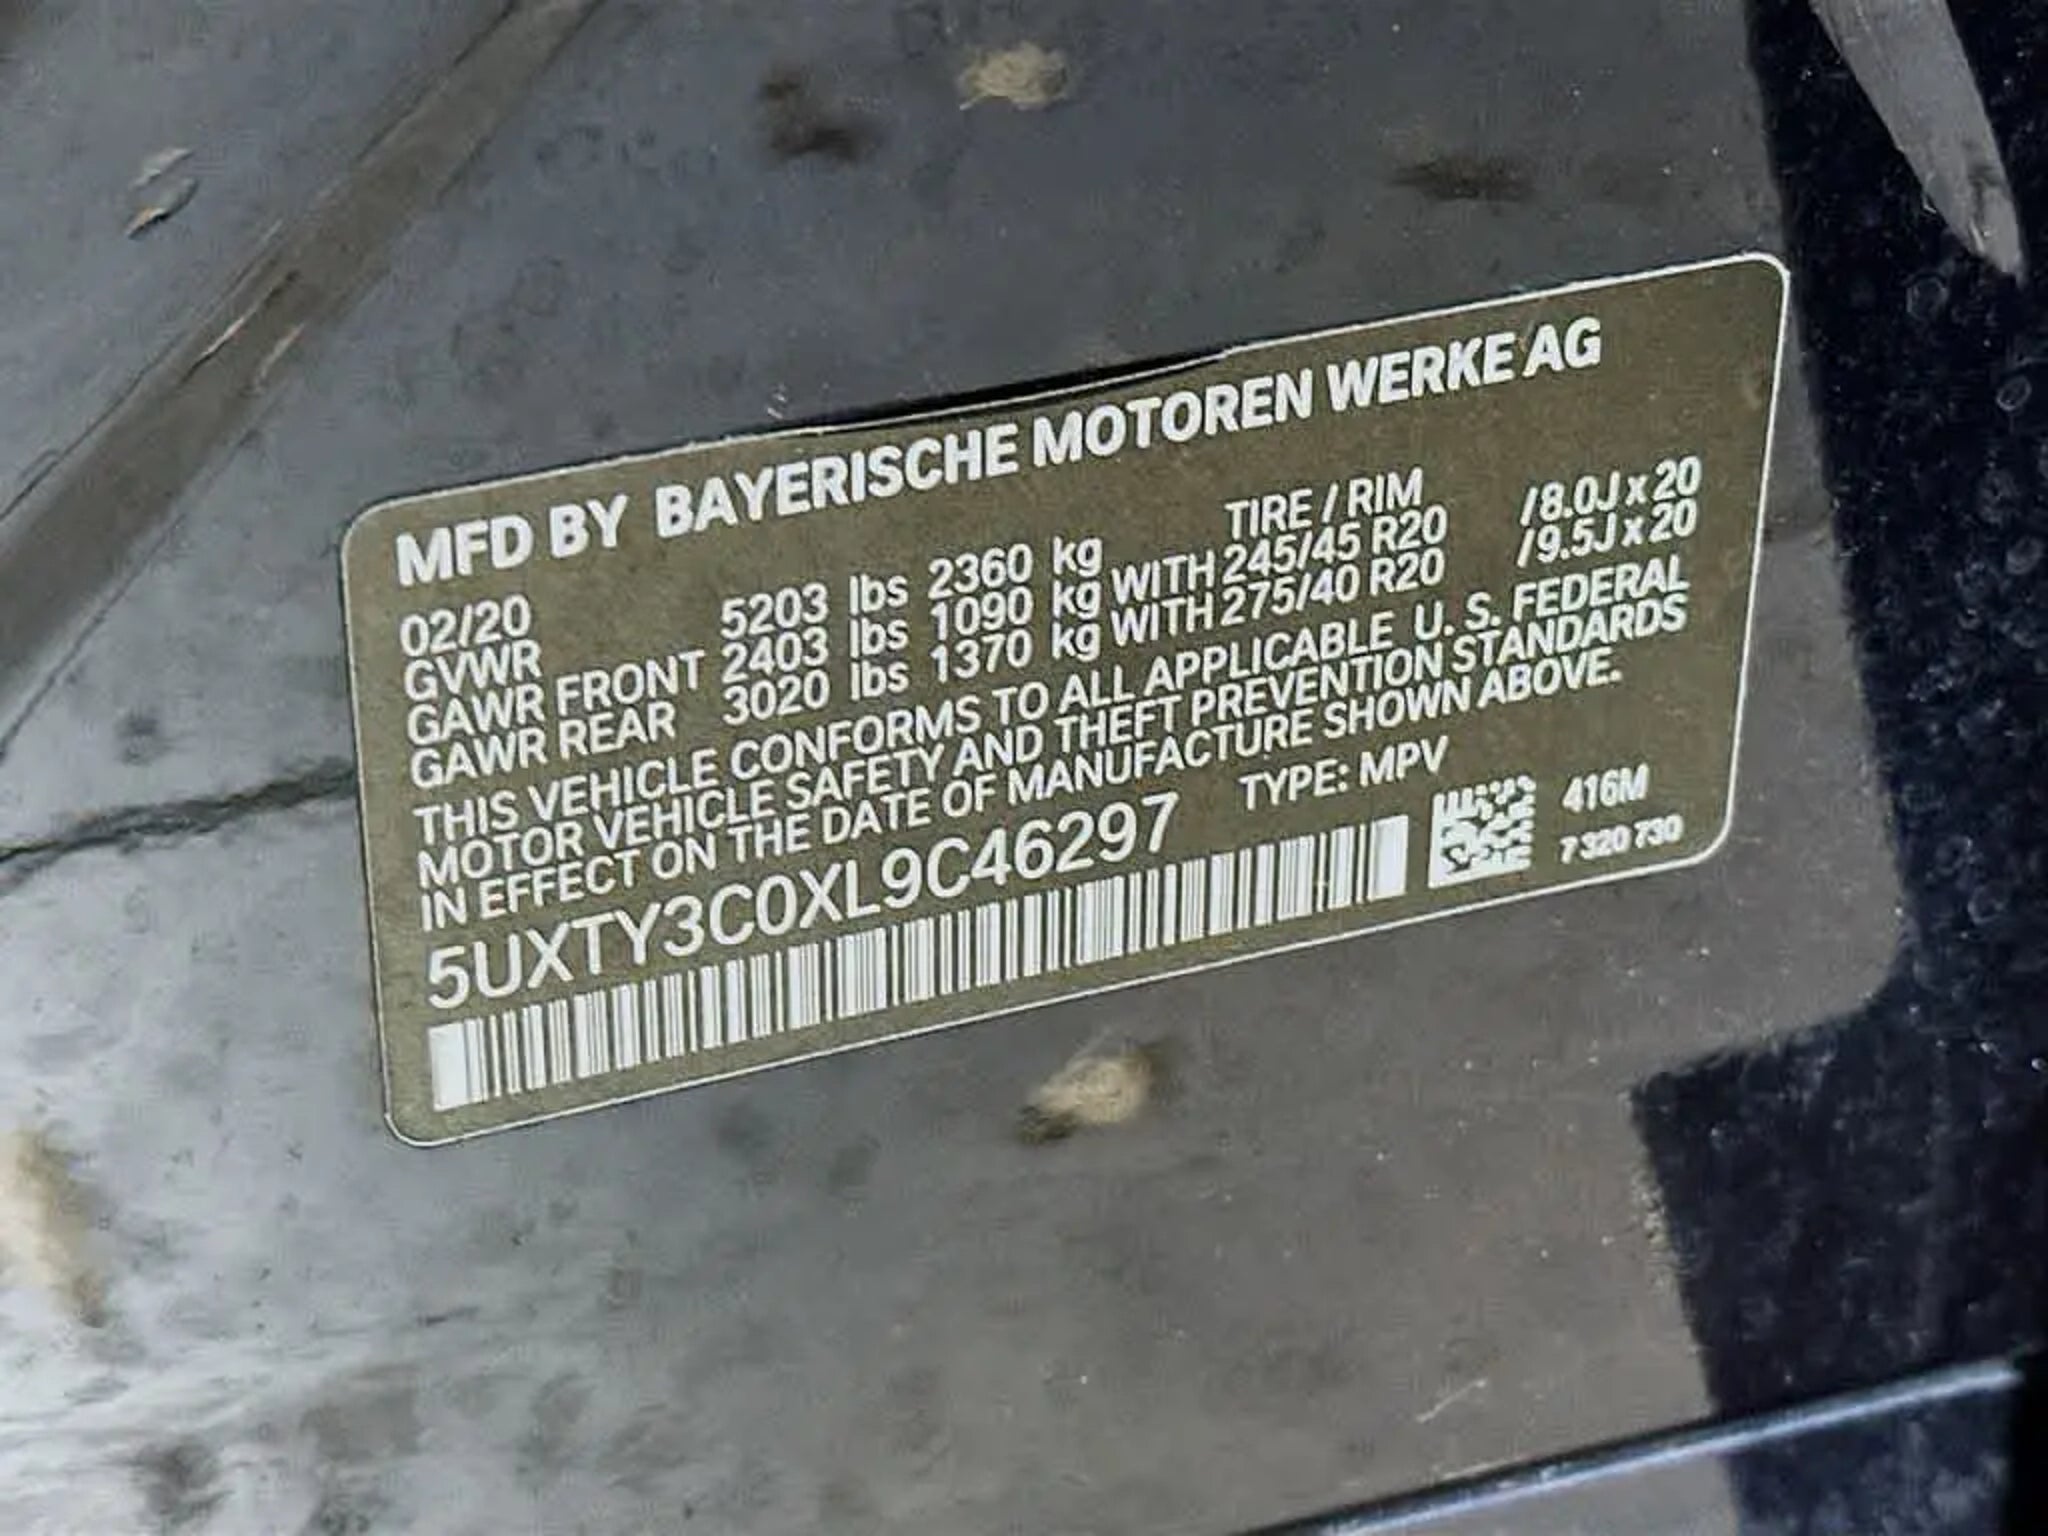 MFD BY BAYERISCHE MOTOREN WERKE AG
TIRE / RIM
02/20
GVWR 5203 lbs 2360 kg
GAWR FRONT 2403 lbs 1090 kg WITH 245/45 R20 /8.0J x 20
GAWR REAR 3020 lbs 1370 kg WITH 275/40 R20 /9.5J x 20
THIS VEHICLE CONFORMS TO ALL APPLICABLE U. S. FEDERAL
MOTOR VEHICLE SAFETY AND THEFT PREVENTION STANDARDS
IN EFFECT ON THE DATE OF MANUFACTURE SHOWN ABOVE.
5UXTY3C0XL9C46297 TYPE: MPV
416M
7 320 730